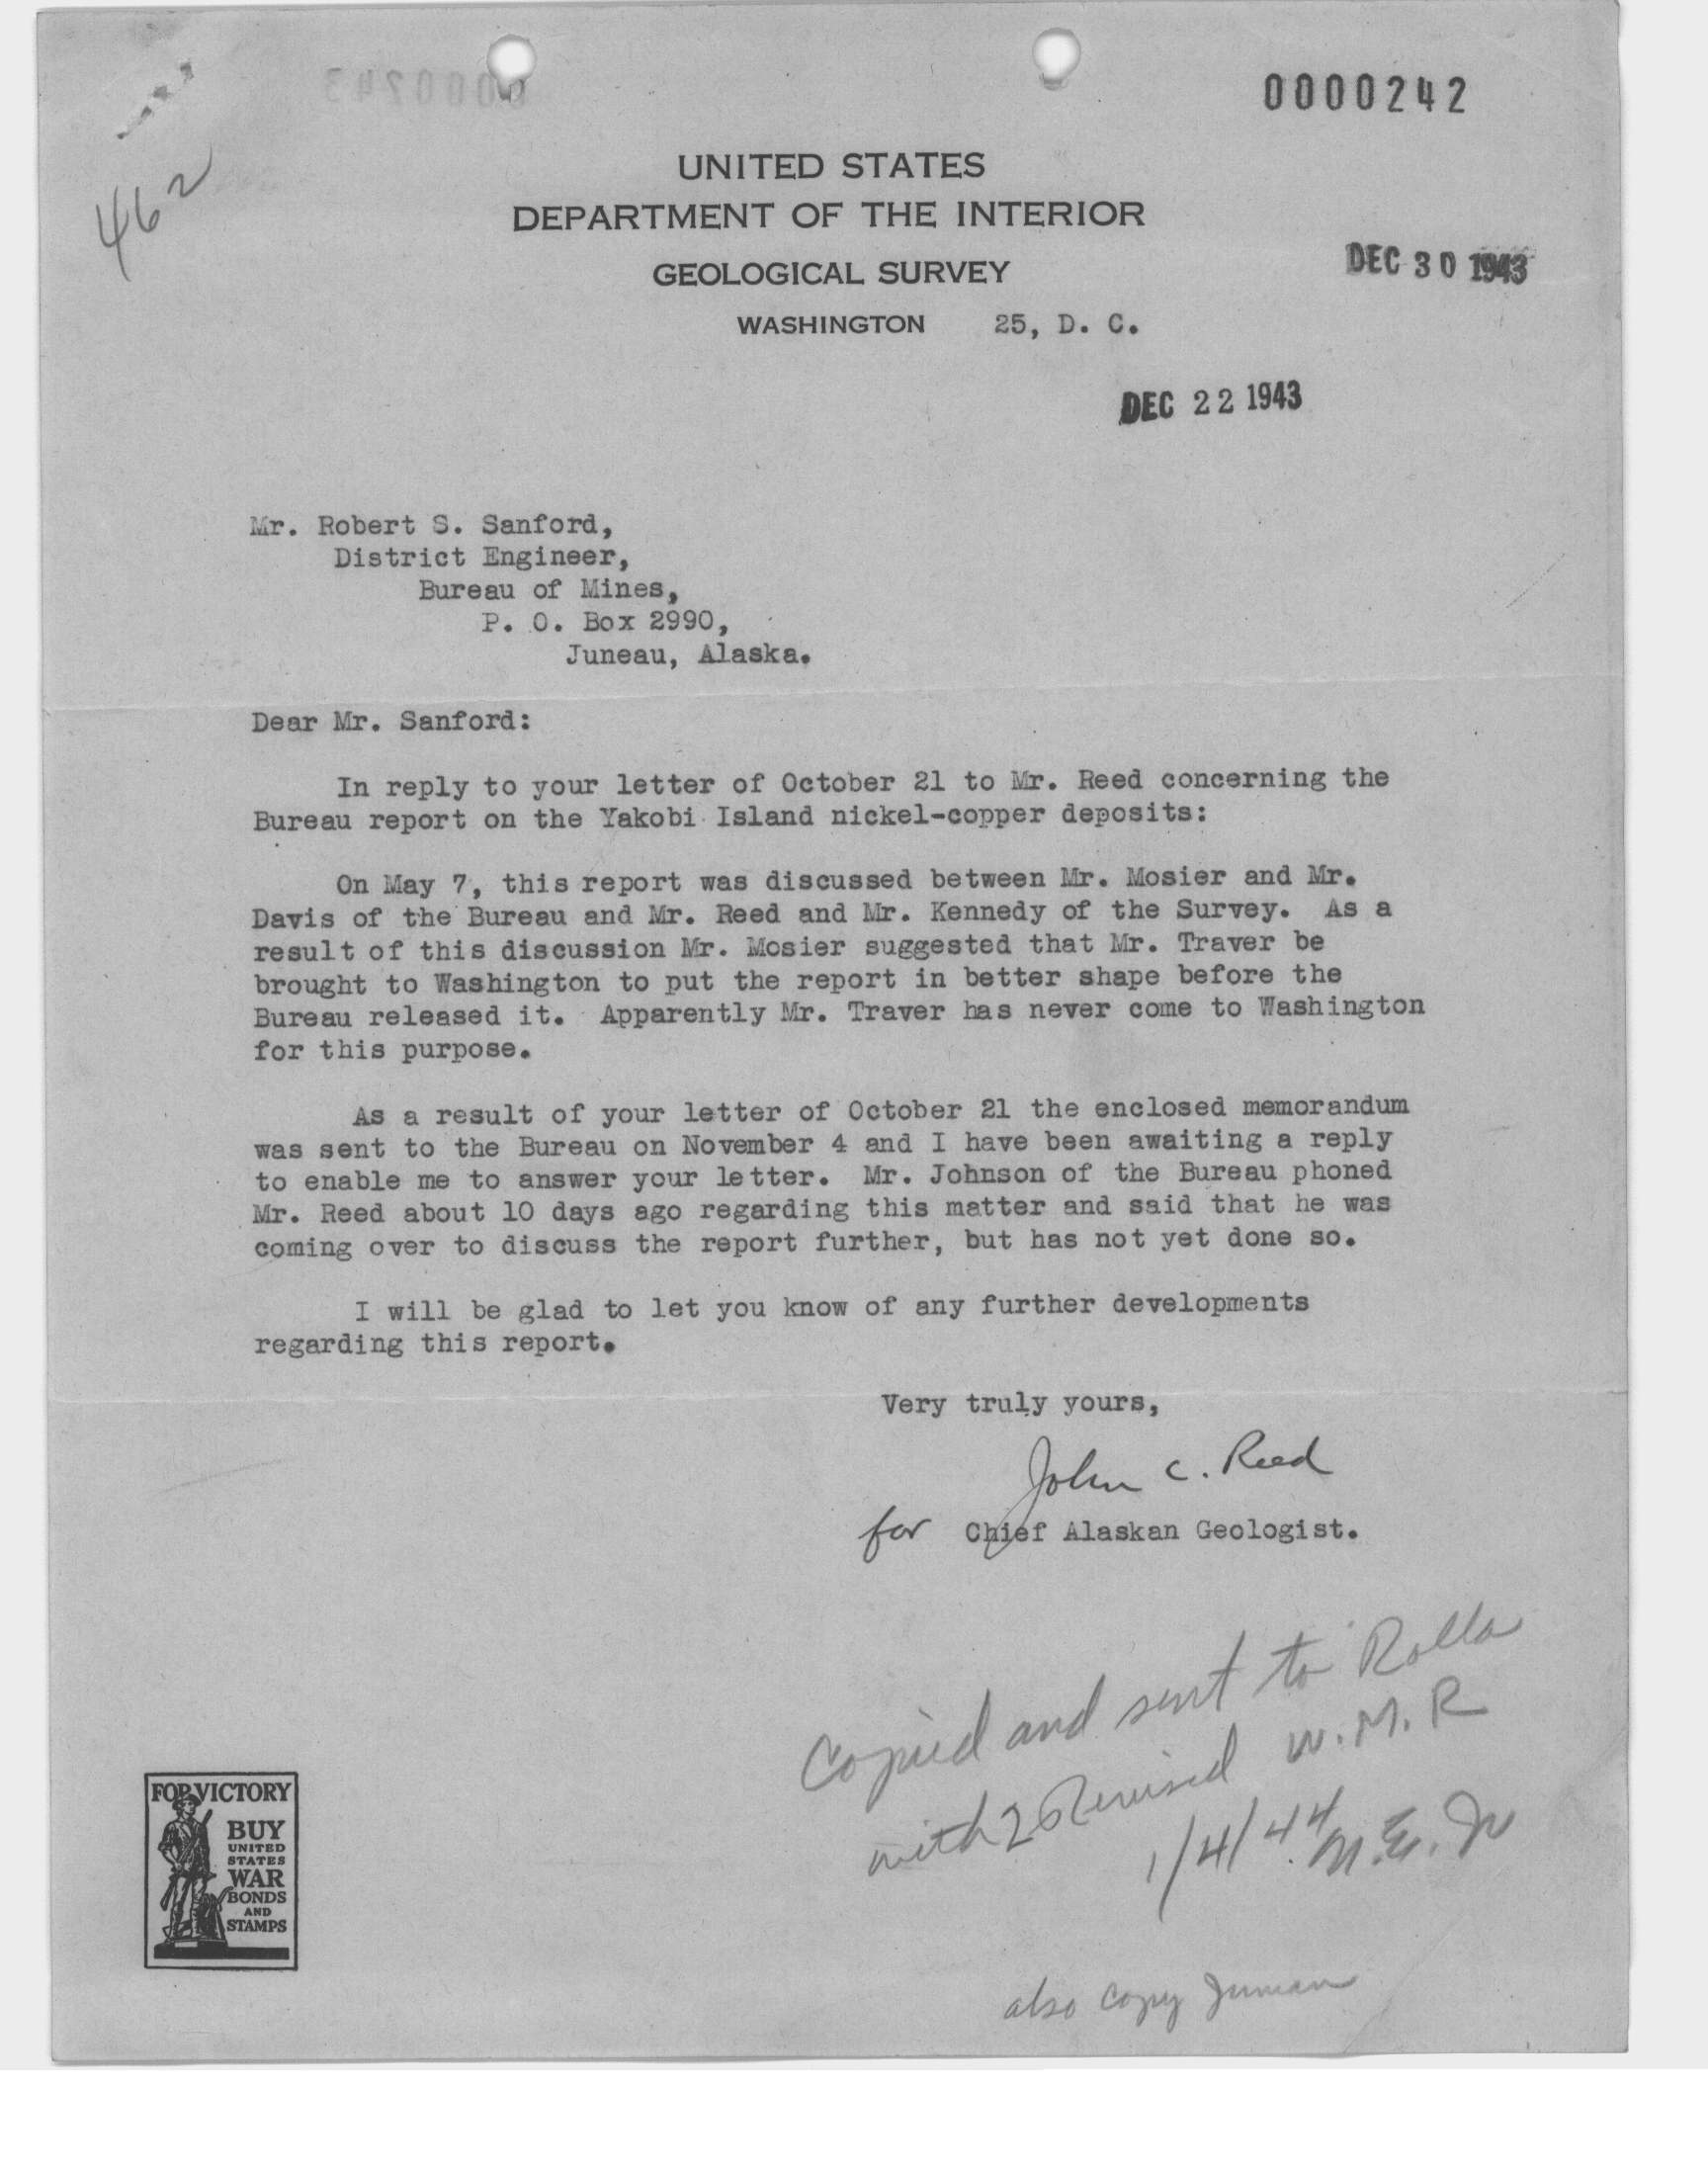 0000242
462
UNITED STATES
DEPARTMENT OF THE INTERIOR
GEOLOGICAL SURVEY
WASHINGTON 25, D. C.
DEC 30 1943
DEC 22 1943
Mr. Robert S. Sanford,
District Engineer,
Bureau of Mines,
P. O. Box 2990,
Juneau, Alaska.
Dear Mr. Sanford:
In reply to your letter of October 21 to Mr. Reed concerning the
Bureau report on the Yakobi Island nickel-copper deposits:
On May 7, this report was discussed between Mr. Mosier and Mr.
Davis of the Bureau and Mr. Reed and Mr. Kennedy of the Survey. As a
result of this discussion Mr. Mosier suggested that Mr. Traver be
brought to Washington to put the report in better shape before the
Bureau released it. Apparently Mr. Traver has never come to Washington
for this purpose.
As a result of your letter of October 21 the enclosed memorandum
was sent to the Bureau on November 4 and I have been awaiting a reply
to enable me to answer your letter. Mr. Johnson of the Bureau phoned
Mr. Reed about 10 days ago regarding this matter and said that he was
coming over to discuss the report further, but has not yet done so.
I will be glad to let you know of any further developments
regarding this report.
Very truly yours,
John C. Reed
for Chief Alaskan Geologist.
Copied and sent to Rolla
with 2 Revised W.M.R
1/4/44
also copy
FOR VICTORY
BUY
UNITED
STATES
WAR
BONDS
AND
STAMPS